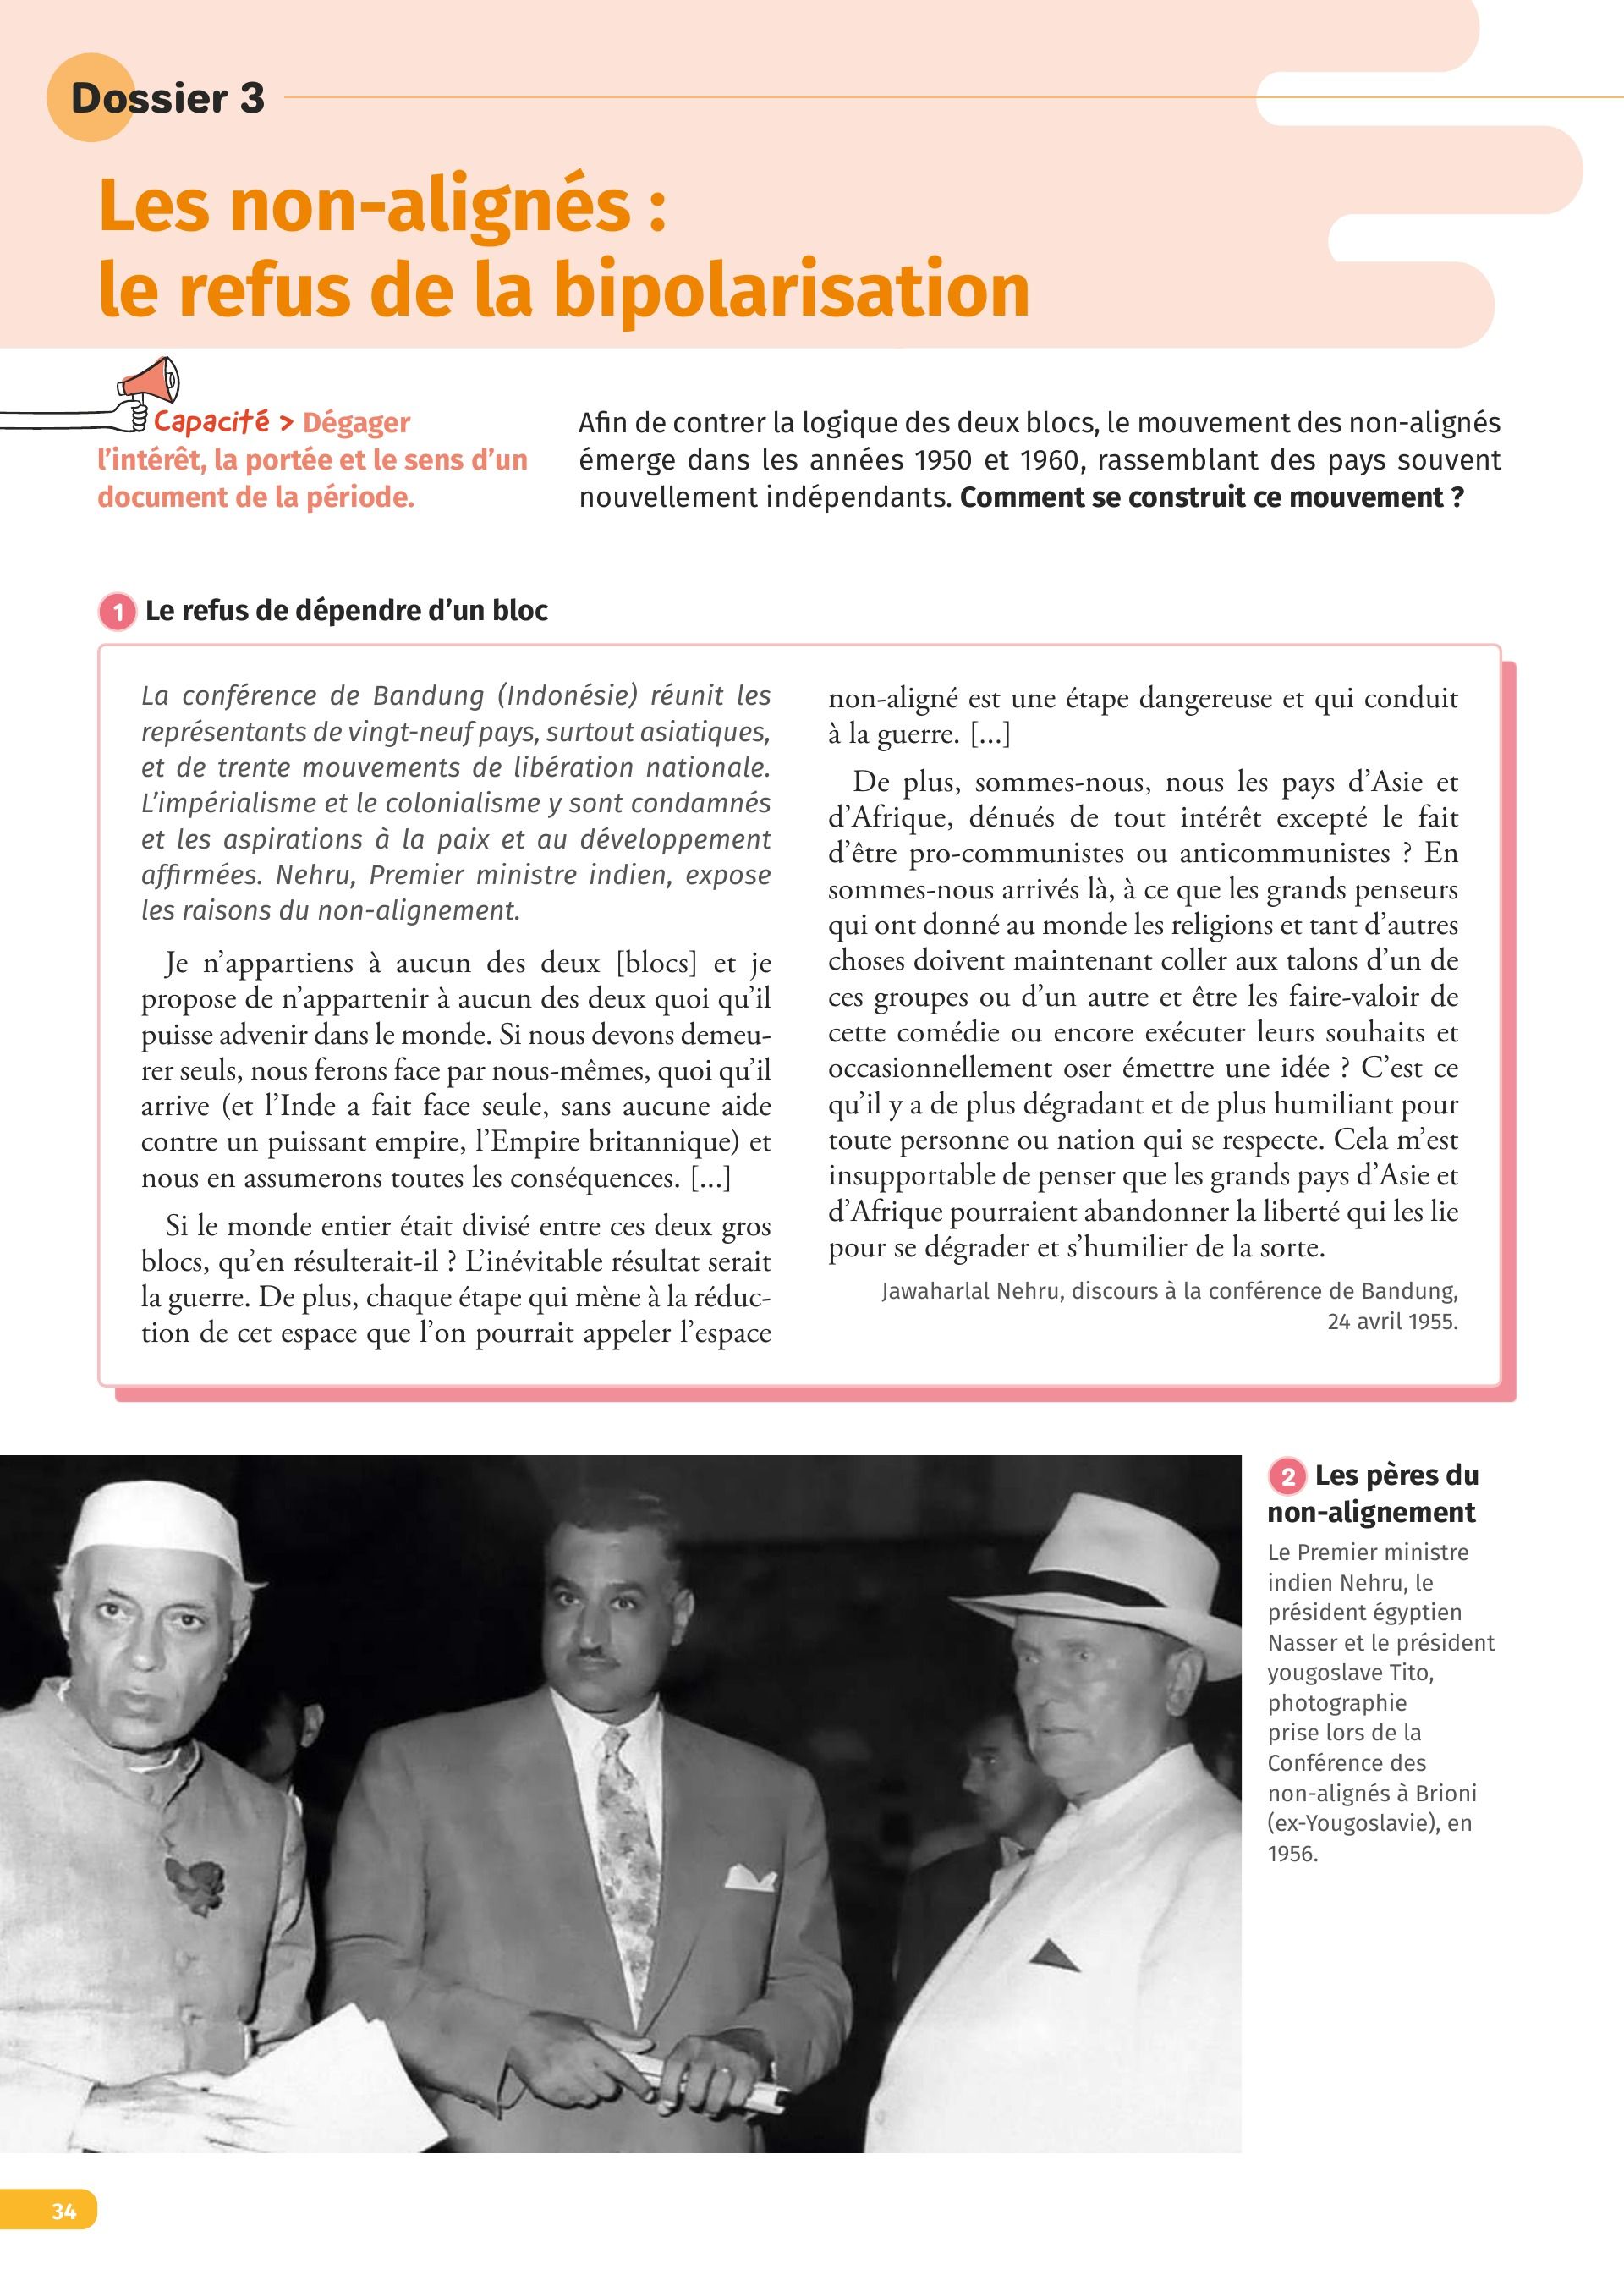 Dossier 3
Les non-alignés :
le refus de la bipolarisation
Capacité > Dégager
l’intérêt, la portée et le sens d’un
document de la période.
Afin de contrer la logique des deux blocs, le mouvement des non-alignés
émerge dans les années 1950 et 1960, rassemblant des pays souvent
nouvellement indépendants. Comment se construit ce mouvement ?
1 Le refus de dépendre d’un bloc
La conférence de Bandung (Indonésie) réunit les
représentants de vingt-neuf pays, surtout asiatiques,
et de trente mouvements de libération nationale.
L’impérialisme et le colonialisme y sont condamnés
et les aspirations à la paix et au développement
affirmées. Nehru, Premier ministre indien, expose
les raisons du non-alignement.
Je n’appartiens à aucun des deux [blocs] et je
propose de n’appartenir à aucun des deux quoi qu’il
puisse advenir dans le monde. Si nous devons demeu-
rer seuls, nous ferons face par nous-mêmes, quoi qu’il
arrive (et l’Inde a fait face seule, sans aucune aide
contre un puissant empire, l’Empire britannique) et
nous en assumerons toutes les conséquences. [...]
Si le monde entier était divisé entre ces deux gros
blocs, qu’en résulterait-il ? L’inévitable résultat serait
la guerre. De plus, chaque étape qui mène à la réduc-
tion de cet espace que l’on pourrait appeler l’espace
non-aligné est une étape dangereuse et qui conduit
à la guerre. [...]
De plus, sommes-nous, nous les pays d’Asie et
d’Afrique, dénués de tout intérêt excepté le fait
d’être pro-communistes ou anticommunistes ? En
sommes-nous arrivés là, à ce que les grands penseurs
qui ont donné au monde les religions et tant d’autres
choses doivent maintenant coller aux talons d’un de
ces groupes ou d’un autre et être les faire-valoir de
cette comédie ou encore exécuter leurs souhaits et
occasionnellement oser émettre une idée ? C’est ce
qu’il y a de plus dégradant et de plus humiliant pour
toute personne ou nation qui se respecte. Cela m’est
insupportable de penser que les grands pays d’Asie et
d’Afrique pourraient abandonner la liberté qui les lie
pour se dégrader et s’humilier de la sorte.
Jawaharlal Nehru, discours à la conférence de Bandung,
24 avril 1955.
2 Les pères du
non-alignement
Le Premier ministre
indien Nehru, le
président égyptien
Nasser et le président
yougoslave Tito,
photographie
prise lors de la
Conférence des
non-alignés à Brioni
(ex-Yougoslavie), en
1956.
34